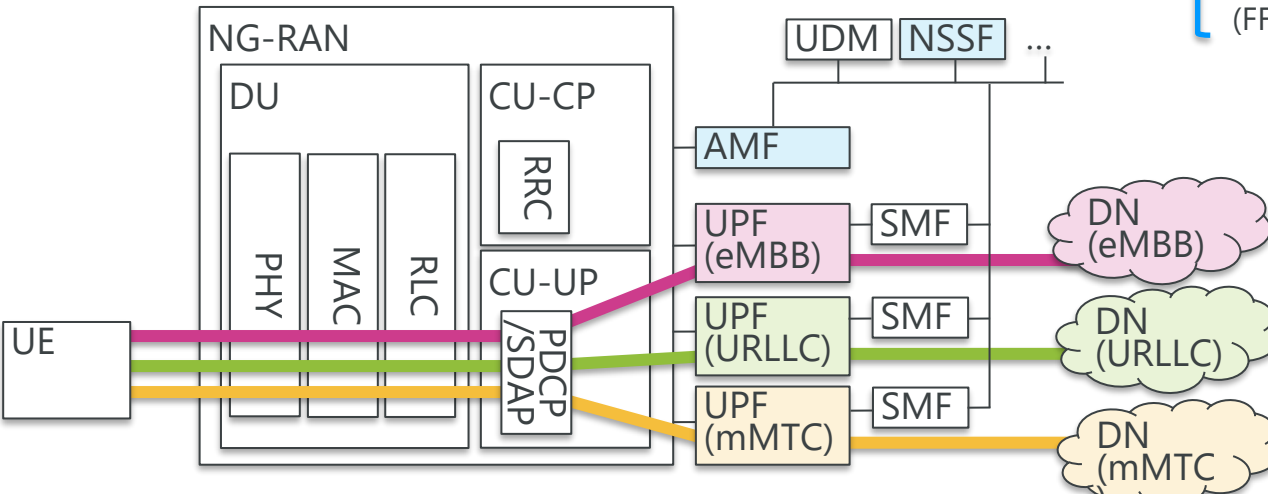 (FF
NG-RAN
UDM
NSSF
...
DU
CU-CP
AMF
RRC
UPF
(eMBB)
SMF
DN
(eMBB)
PHY
MAC
RLC
CU-UP
UE
PDCP
/SDAP
UPF
(URLLC)
SMF
DN
(URLLC)
UPF
(mMTC)
SMF
DN
(mMTC
)